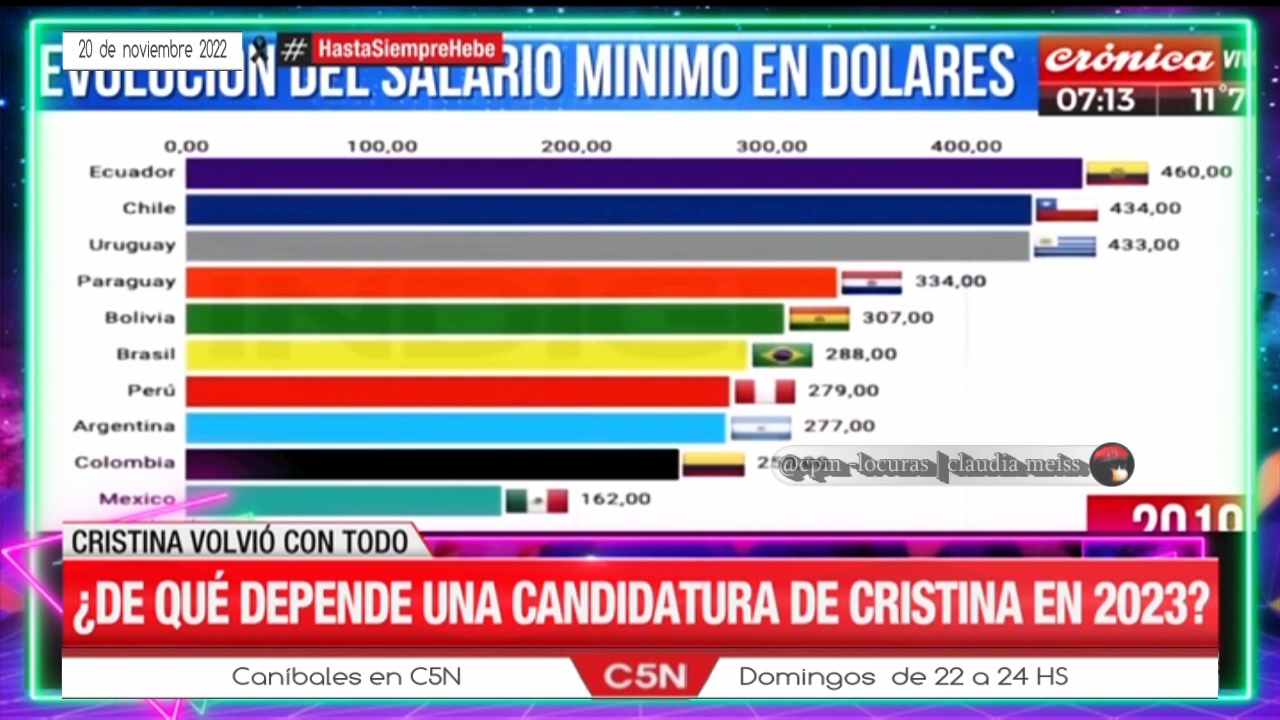 20 de noviembre 2022
# HastaSiempreHebe
EVOLUCION DEL SALARIO MINIMO EN DOLARES
crónica
07:13 11°7
0,00 100,00 200,00 300,00 400,00
Ecuador 460,00
Chile 434,00
Uruguay 433,00
Paraguay 334,00
Bolivia 307,00
Brasil 288,00
Perú 279,00
Argentina 277,00
Colombia
@cpm-locuras | claudia meiss
Mexico 162,00
CRISTINA VOLVIÓ CON TODO
¿DE QUÉ DEPENDE UNA CANDIDATURA DE CRISTINA EN 2023?
Caníbales en C5N C5N Domingos de 22 a 24 HS